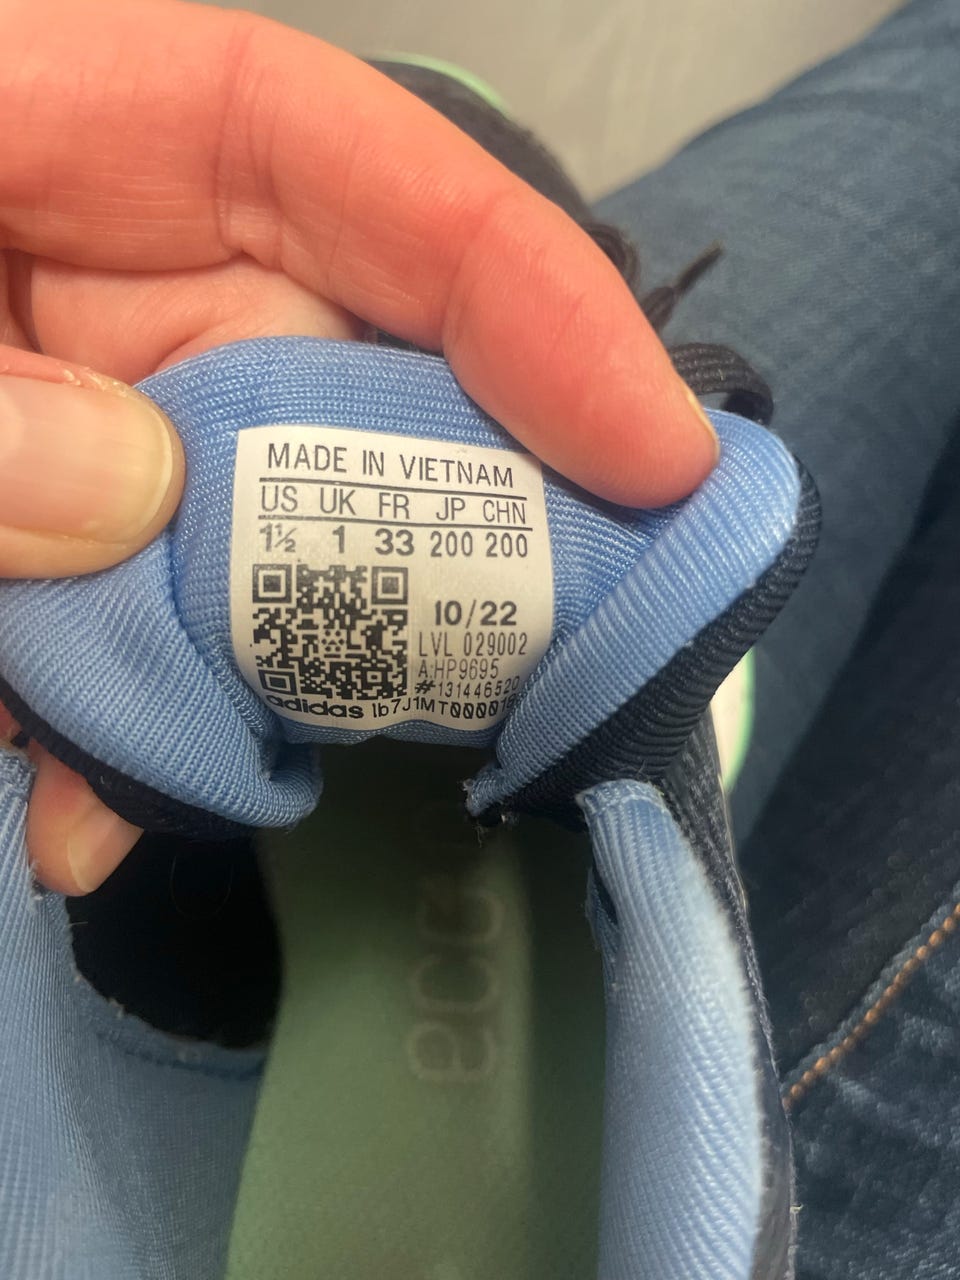 MADE IN VIETNAM
US UK FR JP CHN
1½ 1 33 200 200
10/22
LVL 029002
A:HP9695
adidas